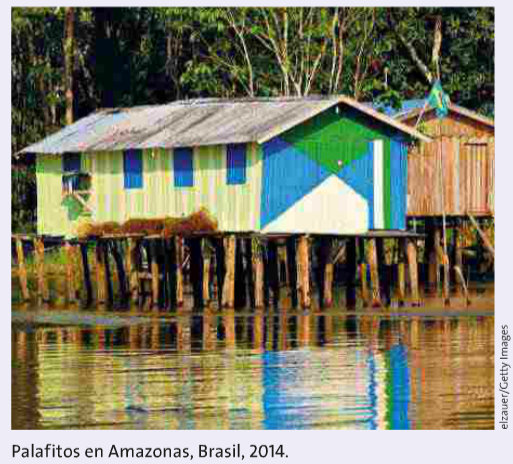 elzauer/Getty Images
Palafitos en Amazonas, Brasil, 2014.